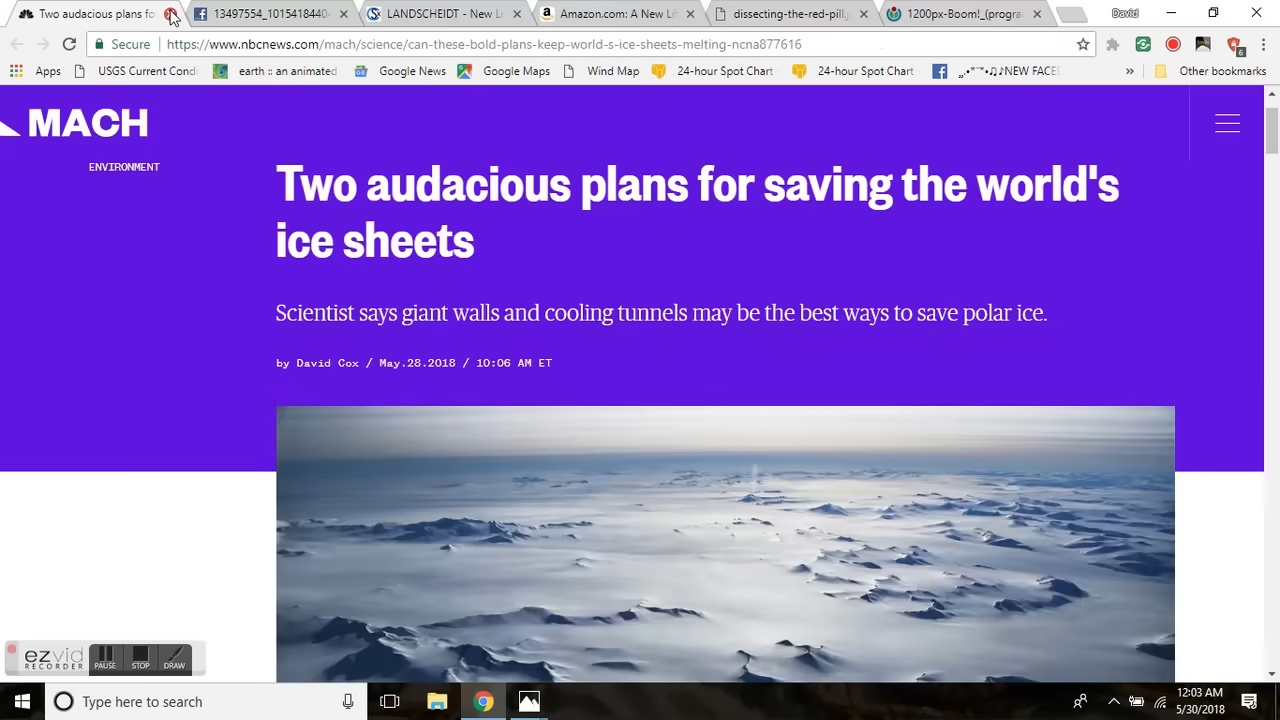 Two audacious plans fo
13497554_1015418440
LANDSCHEIDT - New Li
Amazon.com: A New Lit
dissecting-the-red-pill.j
1200px-Boom!_(progra
David
Secure
https://www.nbcnews.com/mach/science/can-these-bold-plans-keep-world-s-ice-sheets-melting-ncna877616
6
Apps
USGS Current Cond
earth :: an animated
Google News
Google Maps
Wind Map
24-hour Spot Chart
24-hour Spot Chart
NEW FACE
»
Other bookmarks
MACH
ENVIRONMENT
Two audacious plans for saving the world's
ice sheets
Scientist says giant walls and cooling tunnels may be the best ways to save polar ice.
by David Cox / May.28.2018 / 10:06 AM ET
ezvid
RECORDER
PAUSE
STOP
DRAW
Type here to search
12:03 AM
5/30/2018